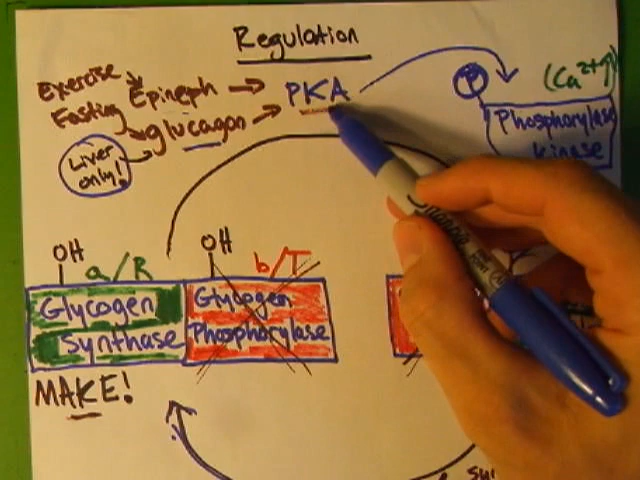 Regulation
Exercise
Epineph
PKA
P
(Ca2+↑)
Fasting
glucagon
Phosphorylase
kinase
Liver
only!
OH
a/R
OH
b/T
Glycogen
Synthase
Glycogen
Phosphorylase
MAKE!